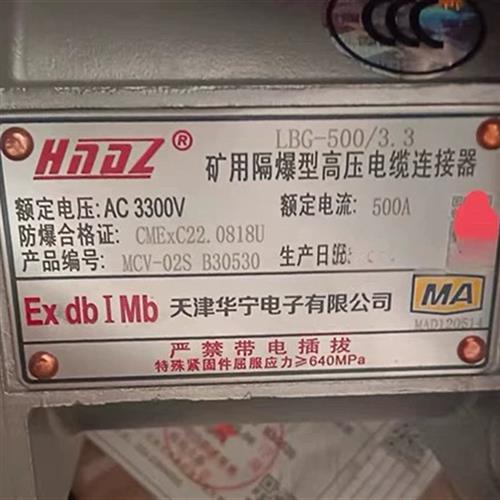 CCC
HNDZ®
LBG-500/3.3
矿用隔爆型高压电缆连接器
额定电压: AC 3300V 额定电流: 500A
防爆合格证: CMExC22.0818U
产品编号: MCV-02S B30530 生产日期:
Ex db I Mb 天津华宁电子有限公司 MA
MAD120514
严禁带电插拔
特殊紧固件屈服应力≥640MPa